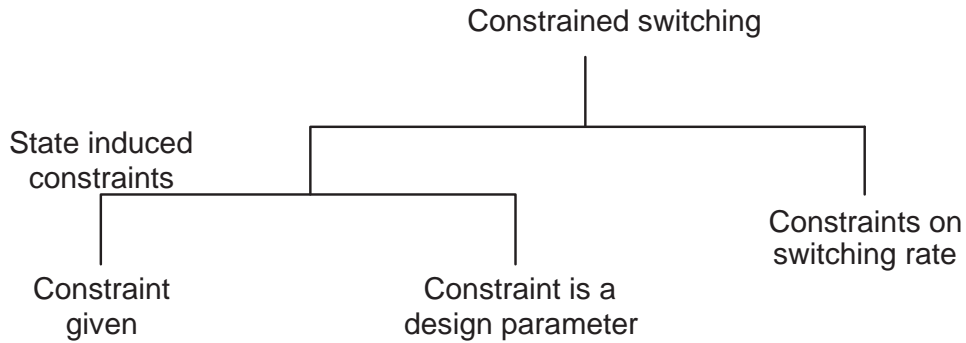 Constrained switching
State induced
constraints
Constraints on
switching rate
Constraint
given
Constraint is a
design parameter